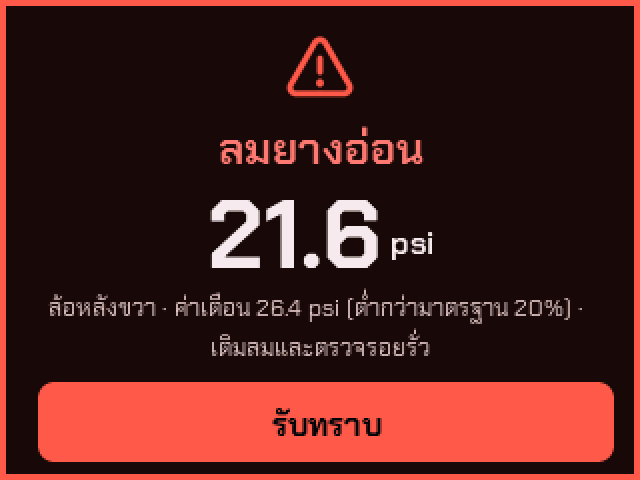 ลมยางอ่อน
21.6 psi
ล้อหลังขวา · ค่าเตือน 26.4 psi (ต่ำกว่ามาตรฐาน 20%) ·
เติมลมและตรวจรอยรั่ว
รับทราบ